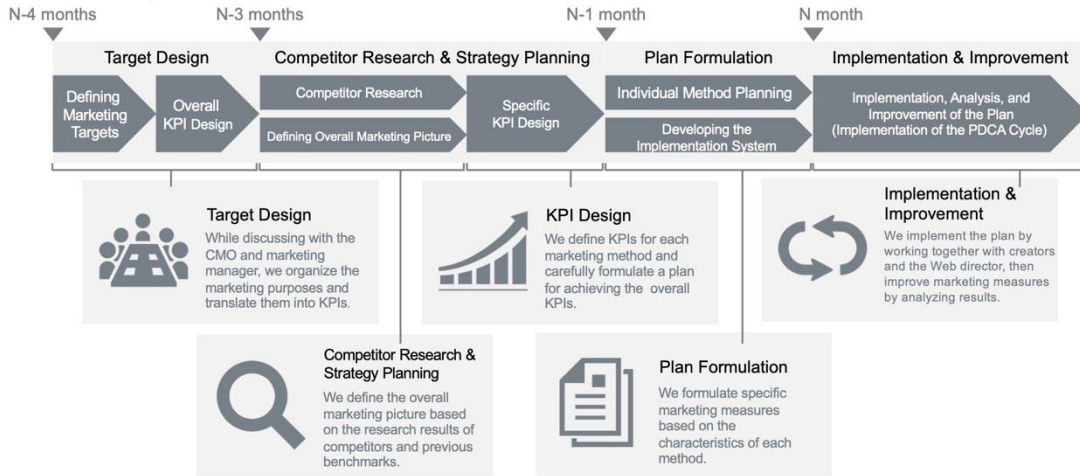 N-4 months
N-3 months
N-1 month
N month
Target Design
Competitor Research & Strategy Planning
Plan Formulation
Implementation & Improvement
Defining
Marketing
Targets
Overall
KPI Design
Competitor Research
Defining Overall Marketing Picture
Specific
KPI Design
Individual Method Planning
Developing the
Implementation System
Implementation, Analysis, and
Improvement of the Plan
(Implementation of the PDCA Cycle)
Target Design
While discussing with the
CMO and marketing
manager, we organize the
marketing purposes and
translate them into KPIs.
KPI Design
We define KPIs for each
marketing method and
carefully formulate a plan
for achieving the overall
KPIs.
Implementation &
Improvement
We implement the plan by
working together with creators
and the Web director, then
improve marketing measures
by analyzing results.
Competitor Research &
Strategy Planning
We define the overall
marketing picture based
on the research results of
competitors and previous
benchmarks.
Plan Formulation
We formulate specific
marketing measures
based on the
characteristics of each
method.